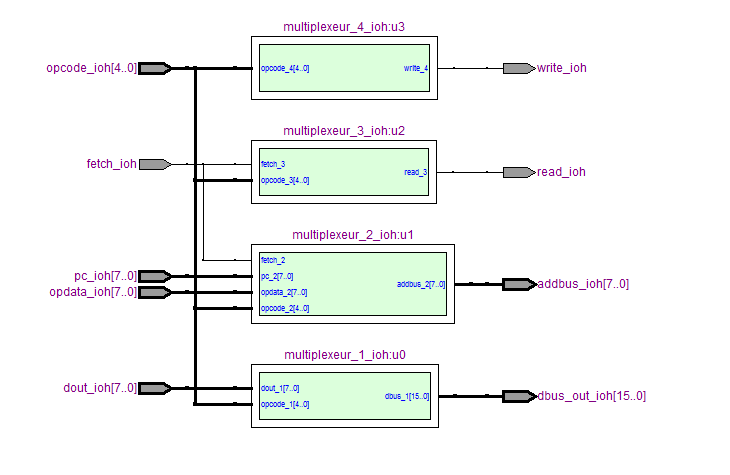 multiplexeur_4_ioh:u3
opcode_ioh[4..0]
opcode_4[4..0]
write_4
write_ioh
multiplexeur_3_ioh:u2
fetch_ioh
fetch_3
opcode_3[4..0]
read_3
read_ioh
multiplexeur_2_ioh:u1
fetch_2
pc_ioh[7..0]
pc_2[7..0]
opdata_ioh[7..0]
opdata_2[7..0]
opcode_2[4..0]
addbus_2[7..0]
addbus_ioh[7..0]
multiplexeur_1_ioh:u0
dout_ioh[7..0]
dout_1[7..0]
opcode_1[4..0]
dbus_1[15..0]
dbus_out_ioh[15..0]